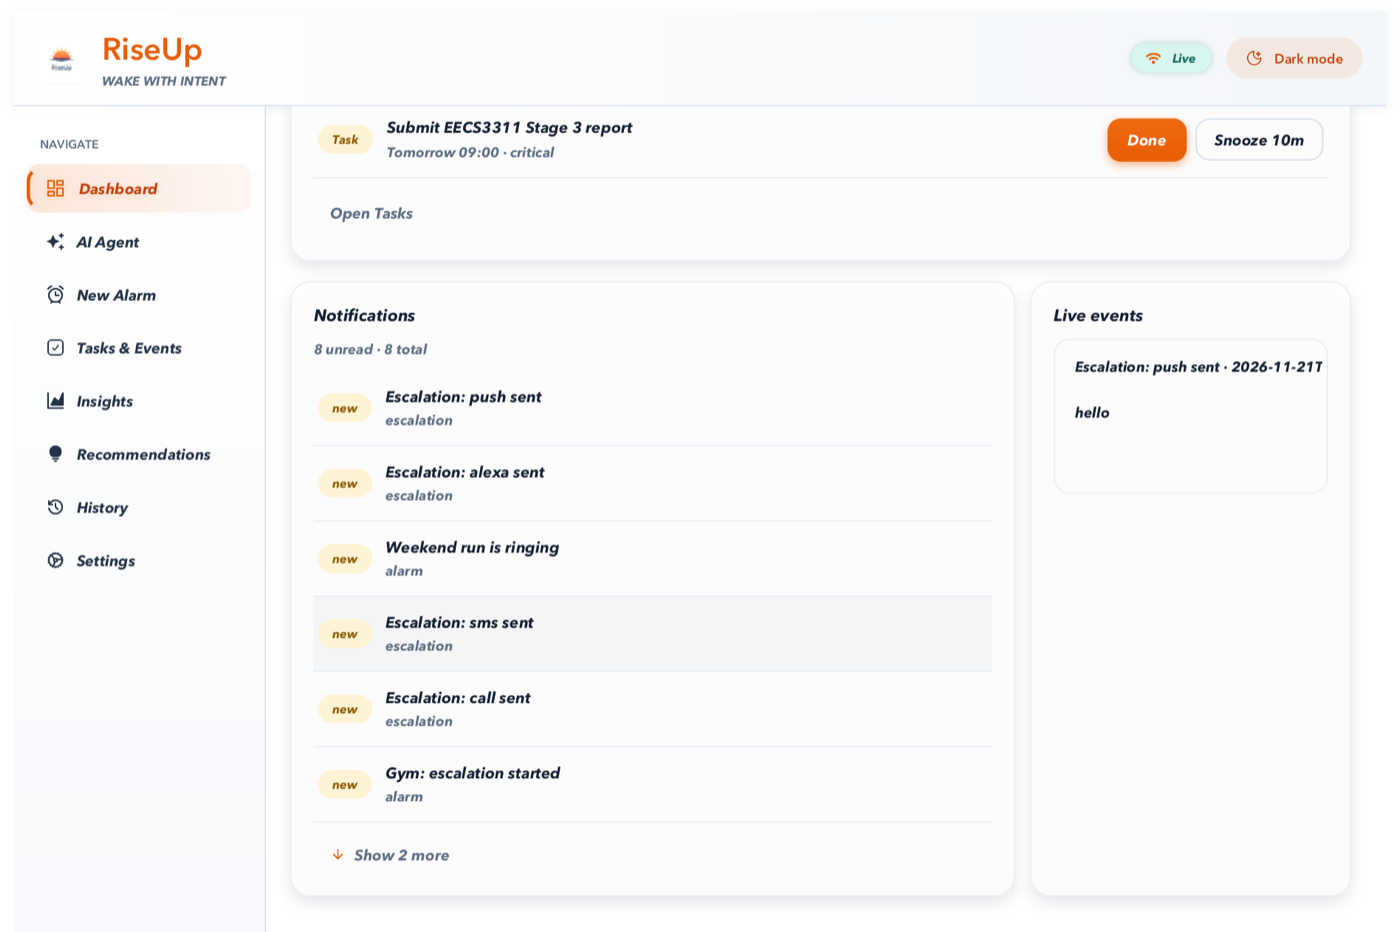 RiseUp
RiseUp
WAKE WITH INTENT
Live
Dark mode
NAVIGATE
Dashboard
AI Agent
New Alarm
Tasks & Events
Insights
Recommendations
History
Settings
Task
Submit EECS3311 Stage 3 report
Tomorrow 09:00 · critical
Done
Snooze 10m
Open Tasks
Notifications
8 unread · 8 total
new
Escalation: push sent
escalation
new
Escalation: alexa sent
escalation
new
Weekend run is ringing
alarm
new
Escalation: sms sent
escalation
new
Escalation: call sent
escalation
new
Gym: escalation started
alarm
Show 2 more
Live events
Escalation: push sent · 2026-11-21T
hello